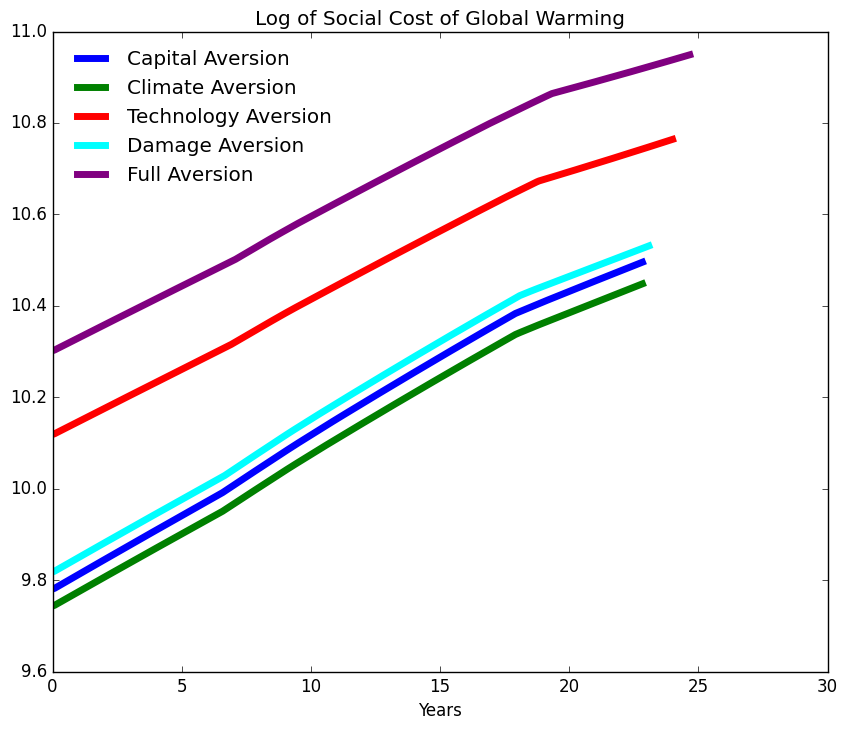 Log of Social Cost of Global Warming
11.0
10.8
10.6
10.4
10.2
10.0
9.8
9.6
Capital Aversion
Climate Aversion
Technology Aversion
Damage Aversion
Full Aversion
0 5 10 15 20 25 30
Years